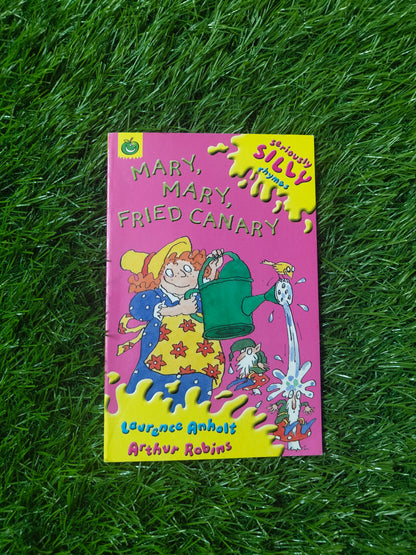 seriously
SILLY
rhymes
MARY,
MARY,
FRIED CANARY
Laurence Anholt
Arthur Robins